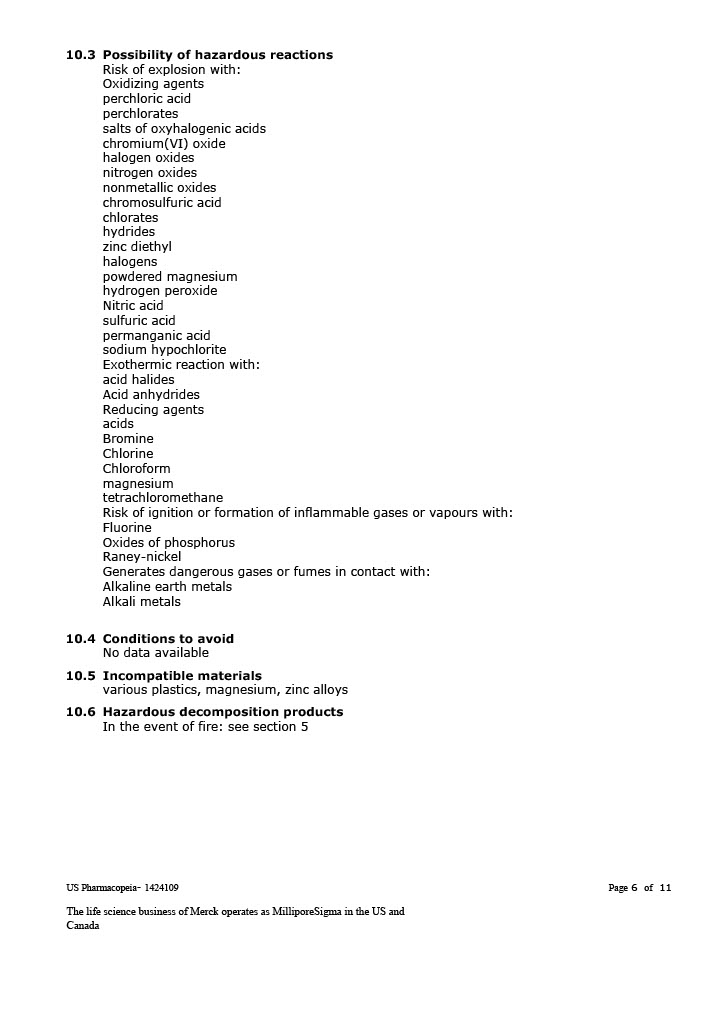 10.3 Possibility of hazardous reactions
Risk of explosion with:
Oxidizing agents
perchloric acid
perchlorates
salts of oxyhalogenic acids
chromium(VI) oxide
halogen oxides
nitrogen oxides
nonmetallic oxides
chromosulfuric acid
chlorates
hydrides
zinc diethyl
halogens
powdered magnesium
hydrogen peroxide
Nitric acid
sulfuric acid
permanganic acid
sodium hypochlorite
Exothermic reaction with:
acid halides
Acid anhydrides
Reducing agents
acids
Bromine
Chlorine
Chloroform
magnesium
tetrachloromethane
Risk of ignition or formation of inflammable gases or vapours with:
Fluorine
Oxides of phosphorus
Raney-nickel
Generates dangerous gases or fumes in contact with:
Alkaline earth metals
Alkali metals
10.4 Conditions to avoid
No data available
10.5 Incompatible materials
various plastics, magnesium, zinc alloys
10.6 Hazardous decomposition products
In the event of fire: see section 5
US Pharmacopeia- 1424109 Page 6 of 11
The life science business of Merck operates as MilliporeSigma in the US and
Canada